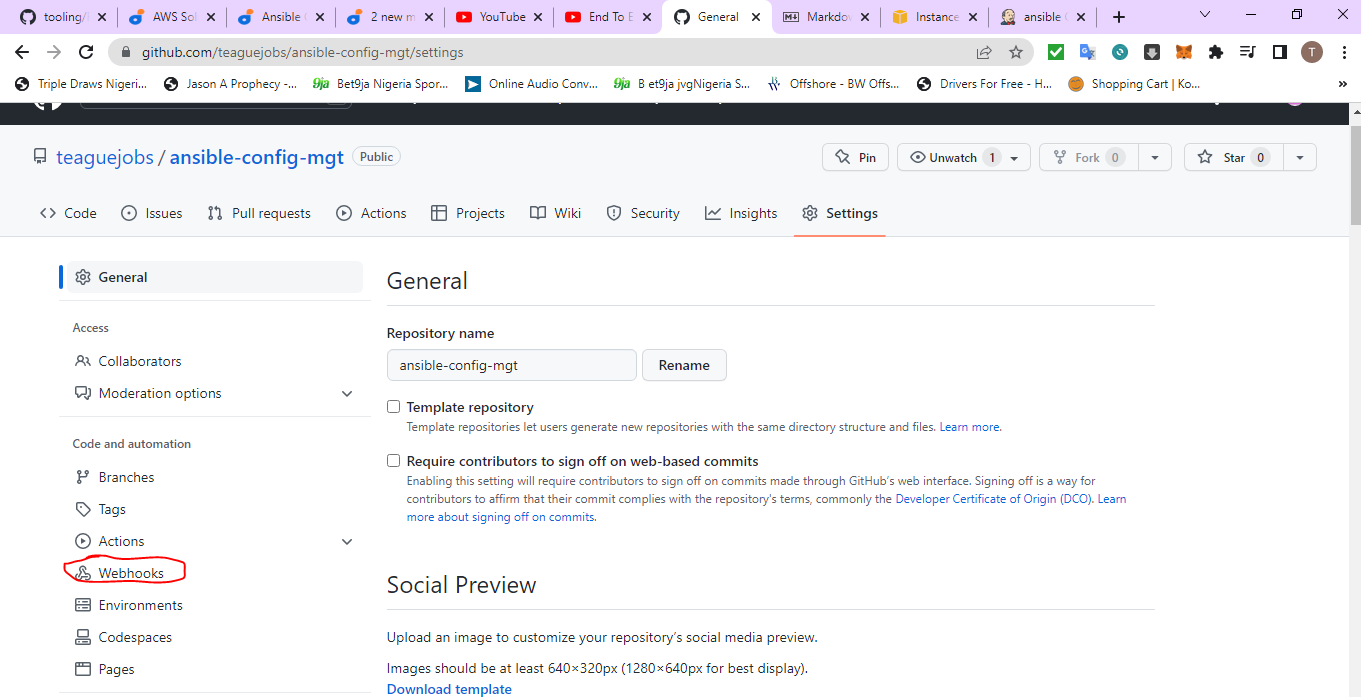 tooling/
AWS Sol
Ansible
2 new m
YouTube
End To E
General
Markdo
Instance
ansible
github.com/teaguejobs/ansible-config-mgt/settings
T
Triple Draws Nigeri...
Jason A Prophecy -...
9ja Bet9ja Nigeria Spor...
Online Audio Conv...
9ja B et9ja jvgNigeria S...
Offshore - BW Offs...
Drivers For Free - H...
Shopping Cart | Ko...
teaguejobs / ansible-config-mgt Public
Pin
Unwatch 1
Fork 0
Star 0
Code
Issues
Pull requests
Actions
Projects
Wiki
Security
Insights
Settings
General
Access
Collaborators
Moderation options
Code and automation
Branches
Tags
Actions
Webhooks
Environments
Codespaces
Pages
General
Repository name
ansible-config-mgt
Rename
Template repository
Template repositories let users generate new repositories with the same directory structure and files. Learn more.
Require contributors to sign off on web-based commits
Enabling this setting will require contributors to sign off on commits made through GitHub's web interface. Signing off is a way for
contributors to affirm that their commit complies with the repository's terms, commonly the Developer Certificate of Origin (DCO). Learn
more about signing off on commits.
Social Preview
Upload an image to customize your repository's social media preview.
Images should be at least 640×320px (1280×640px for best display).
Download template